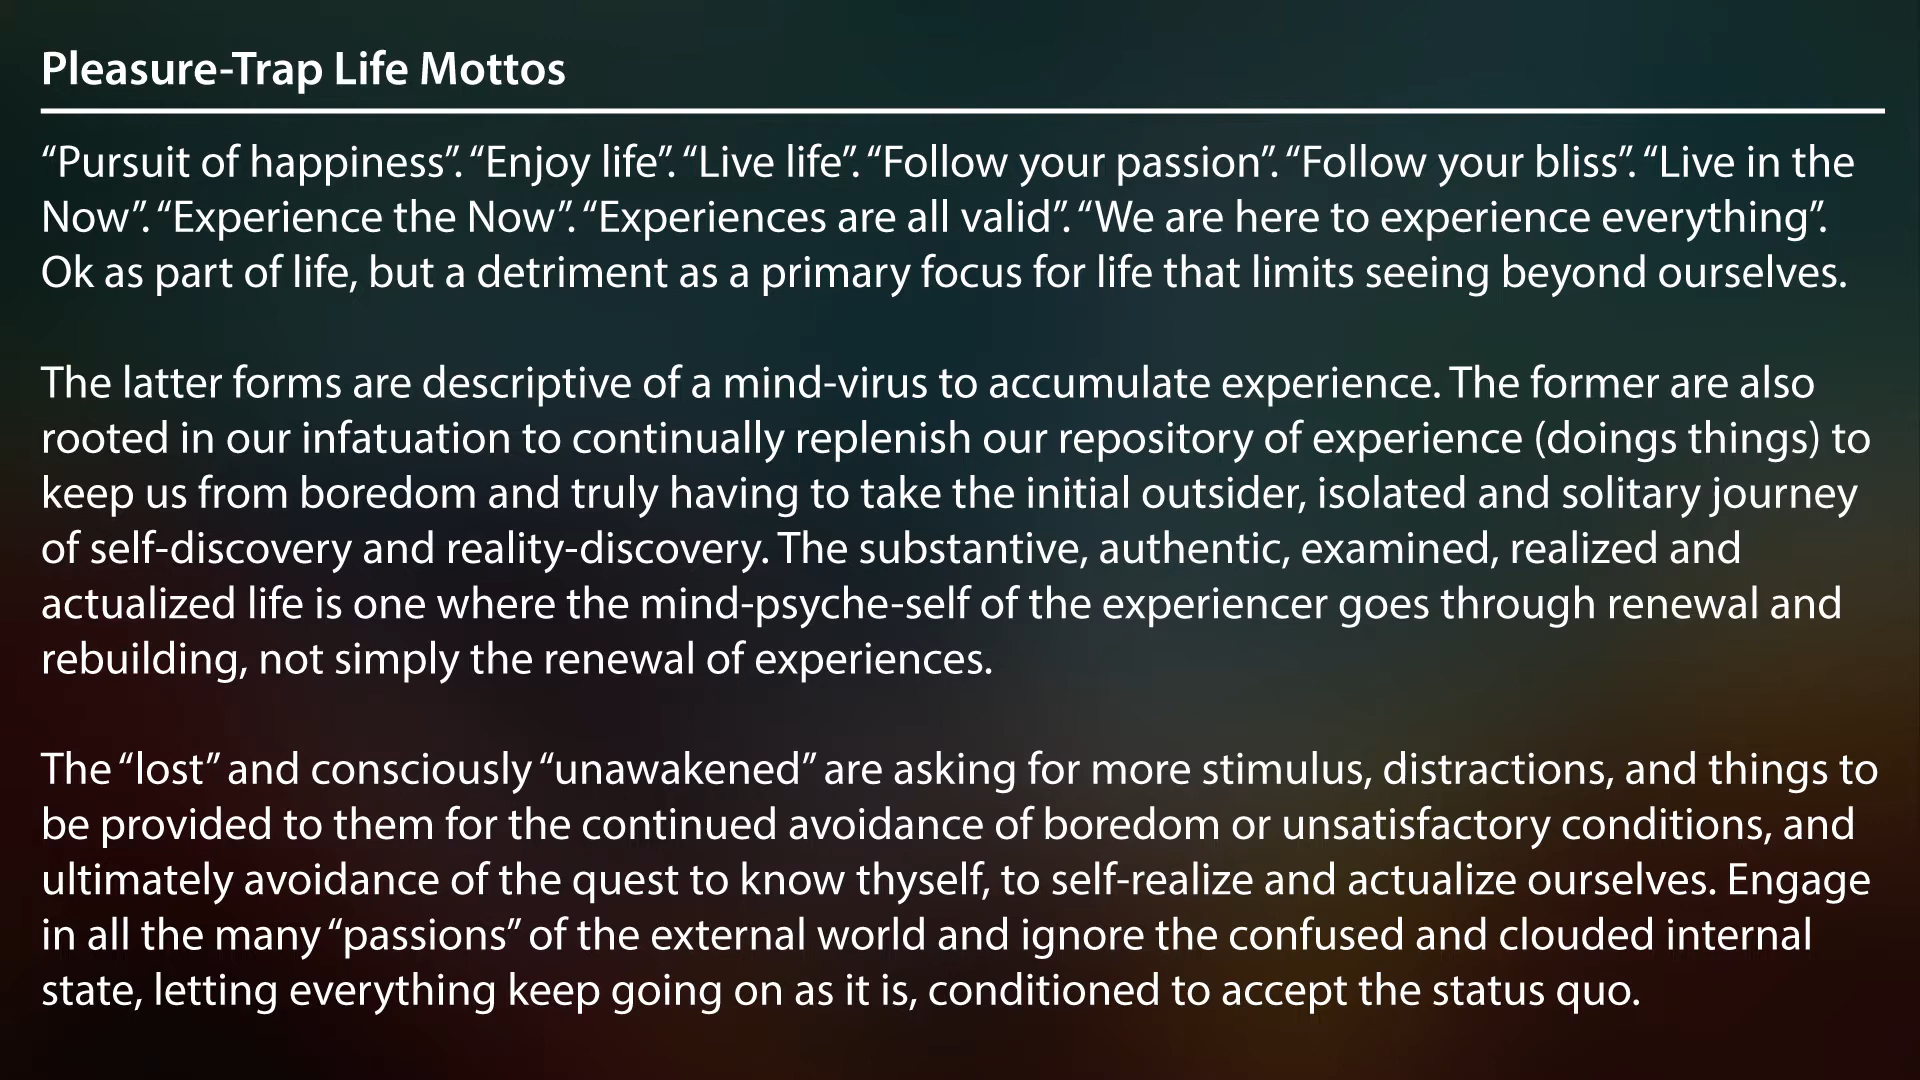 Pleasure-Trap Life Mottos
“Pursuit of happiness”. “Enjoy life”. “Live life”. “Follow your passion”. “Follow your bliss”. “Live in the
Now”. “Experience the Now”. “Experiences are all valid”. “We are here to experience everything”.
Ok as part of life, but a detriment as a primary focus for life that limits seeing beyond ourselves.
The latter forms are descriptive of a mind-virus to accumulate experience. The former are also
rooted in our infatuation to continually replenish our repository of experience (doings things) to
keep us from boredom and truly having to take the initial outsider, isolated and solitary journey
of self-discovery and reality-discovery. The substantive, authentic, examined, realized and
actualized life is one where the mind-psyche-self of the experiencer goes through renewal and
rebuilding, not simply the renewal of experiences.
The “lost” and consciously “unawakened” are asking for more stimulus, distractions, and things to
be provided to them for the continued avoidance of boredom or unsatisfactory conditions, and
ultimately avoidance of the quest to know thyself, to self-realize and actualize ourselves. Engage
in all the many “passions” of the external world and ignore the confused and clouded internal
state, letting everything keep going on as it is, conditioned to accept the status quo.